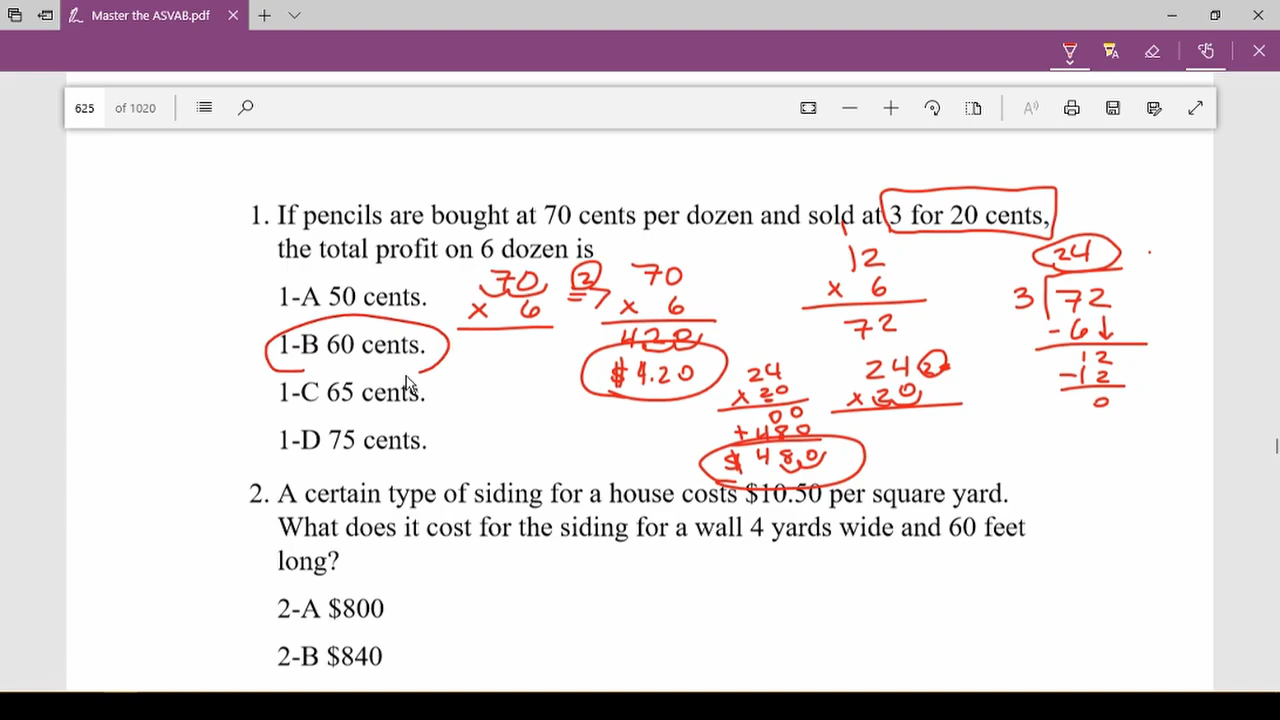 Master the ASVAB.pdf
625 of 1020
1. If pencils are bought at 70 cents per dozen and sold at 3 for 20 cents,
the total profit on 6 dozen is
1-A 50 cents.
1-B 60 cents.
1-C 65 cents.
1-D 75 cents.
70
x 6
2
70
x 6
420
$4.20
1
12
x 6
72
24
3 72
-6
12
-12
0
24
x 20
00
+480
$480
24 2
x20
2. A certain type of siding for a house costs $10.50 per square yard.
What does it cost for the siding for a wall 4 yards wide and 60 feet
long?
2-A $800
2-B $840